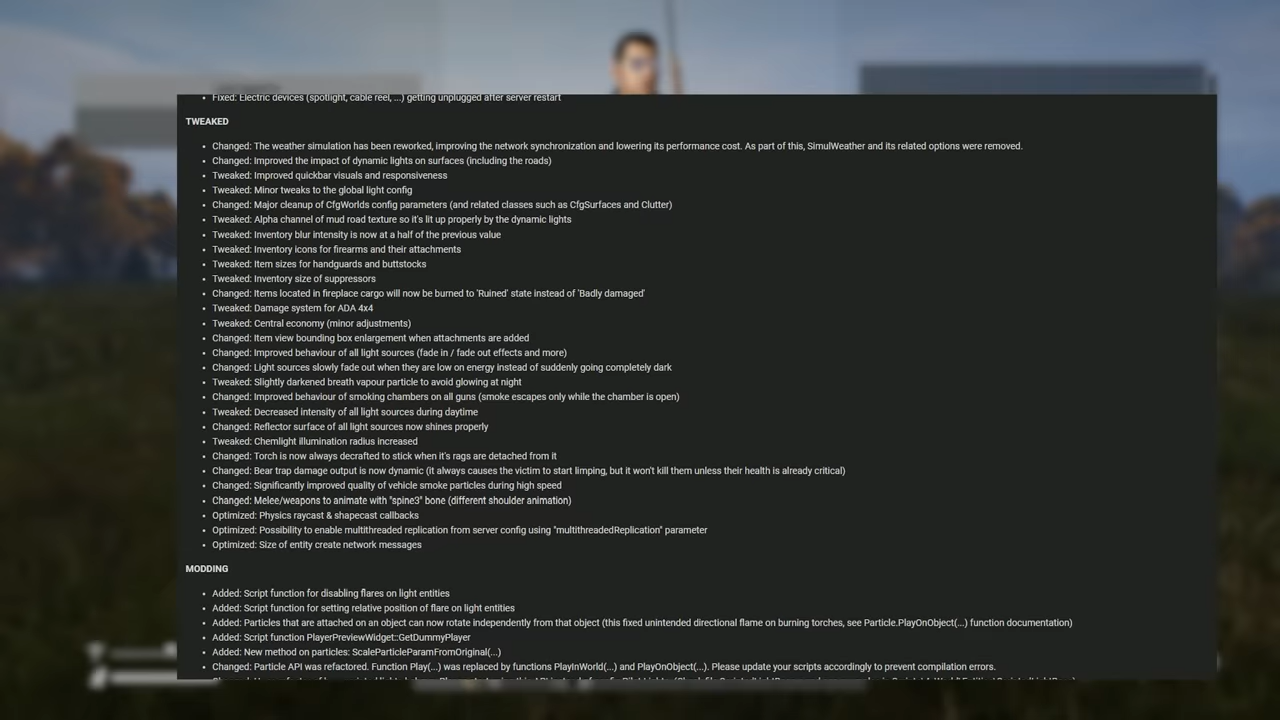 • Fixed: Electric devices (spotlight, cable reel, ...) getting unplugged after server restart
TWEAKED
• Changed: The weather simulation has been reworked, improving the network synchronization and lowering its performance cost. As part of this, SimulWeather and its related options were removed.
• Changed: Improved the impact of dynamic lights on surfaces (including the roads)
• Tweaked: Improved quickbar visuals and responsiveness
• Tweaked: Minor tweaks to the global light config
• Changed: Major cleanup of CfgWorlds config parameters (and related classes such as CfgSurfaces and Clutter)
• Tweaked: Alpha channel of mud road texture so it's lit up properly by the dynamic lights
• Tweaked: Inventory blur intensity is now at a half of the previous value
• Tweaked: Inventory icons for firearms and their attachments
• Tweaked: Item sizes for handguards and buttstocks
• Tweaked: Inventory size of suppressors
• Changed: Items located in fireplace cargo will now be burned to 'Ruined' state instead of 'Badly damaged'
• Tweaked: Damage system for ADA 4x4
• Tweaked: Central economy (minor adjustments)
• Changed: Item view bounding box enlargement when attachments are added
• Changed: Improved behaviour of all light sources (fade in / fade out effects and more)
• Changed: Light sources slowly fade out when they are low on energy instead of suddenly going completely dark
• Tweaked: Slightly darkened breath vapour particle to avoid glowing at night
• Changed: Improved behaviour of smoking chambers on all guns (smoke escapes only while the chamber is open)
• Tweaked: Decreased intensity of all light sources during daytime
• Changed: Reflector surface of all light sources now shines properly
• Tweaked: Chemlight illumination radius increased
• Changed: Torch is now always decrafted to stick when it's rags are detached from it
• Changed: Bear trap damage output is now dynamic (it always causes the victim to start limping, but it won't kill them unless their health is already critical)
• Changed: Significantly improved quality of vehicle smoke particles during high speed
• Changed: Melee/weapons to animate with "spine3" bone (different shoulder animation)
• Optimized: Physics raycast & shapecast callbacks
• Optimized: Possibility to enable multithreaded replication from server config using "multithreadedReplication" parameter
• Optimized: Size of entity create network messages
MODDING
• Added: Script function for disabling flares on light entities
• Added: Script function for setting relative position of flare on light entities
• Added: Particles that are attached on an object can now rotate independently from that object (this fixed unintended directional flame on burning torches, see Particle.PlayOnObject(...) function documentation)
• Added: Script function PlayerPreviewWidget::GetDummyPlayer
• Added: New method on particles: ScaleParticleParamFromOriginal(...)
• Changed: Particle API was refactored. Function Play(...) was replaced by functions PlayInWorld(...) and PlayOnObject(...). Please update your scripts accordingly to prevent compilation errors.